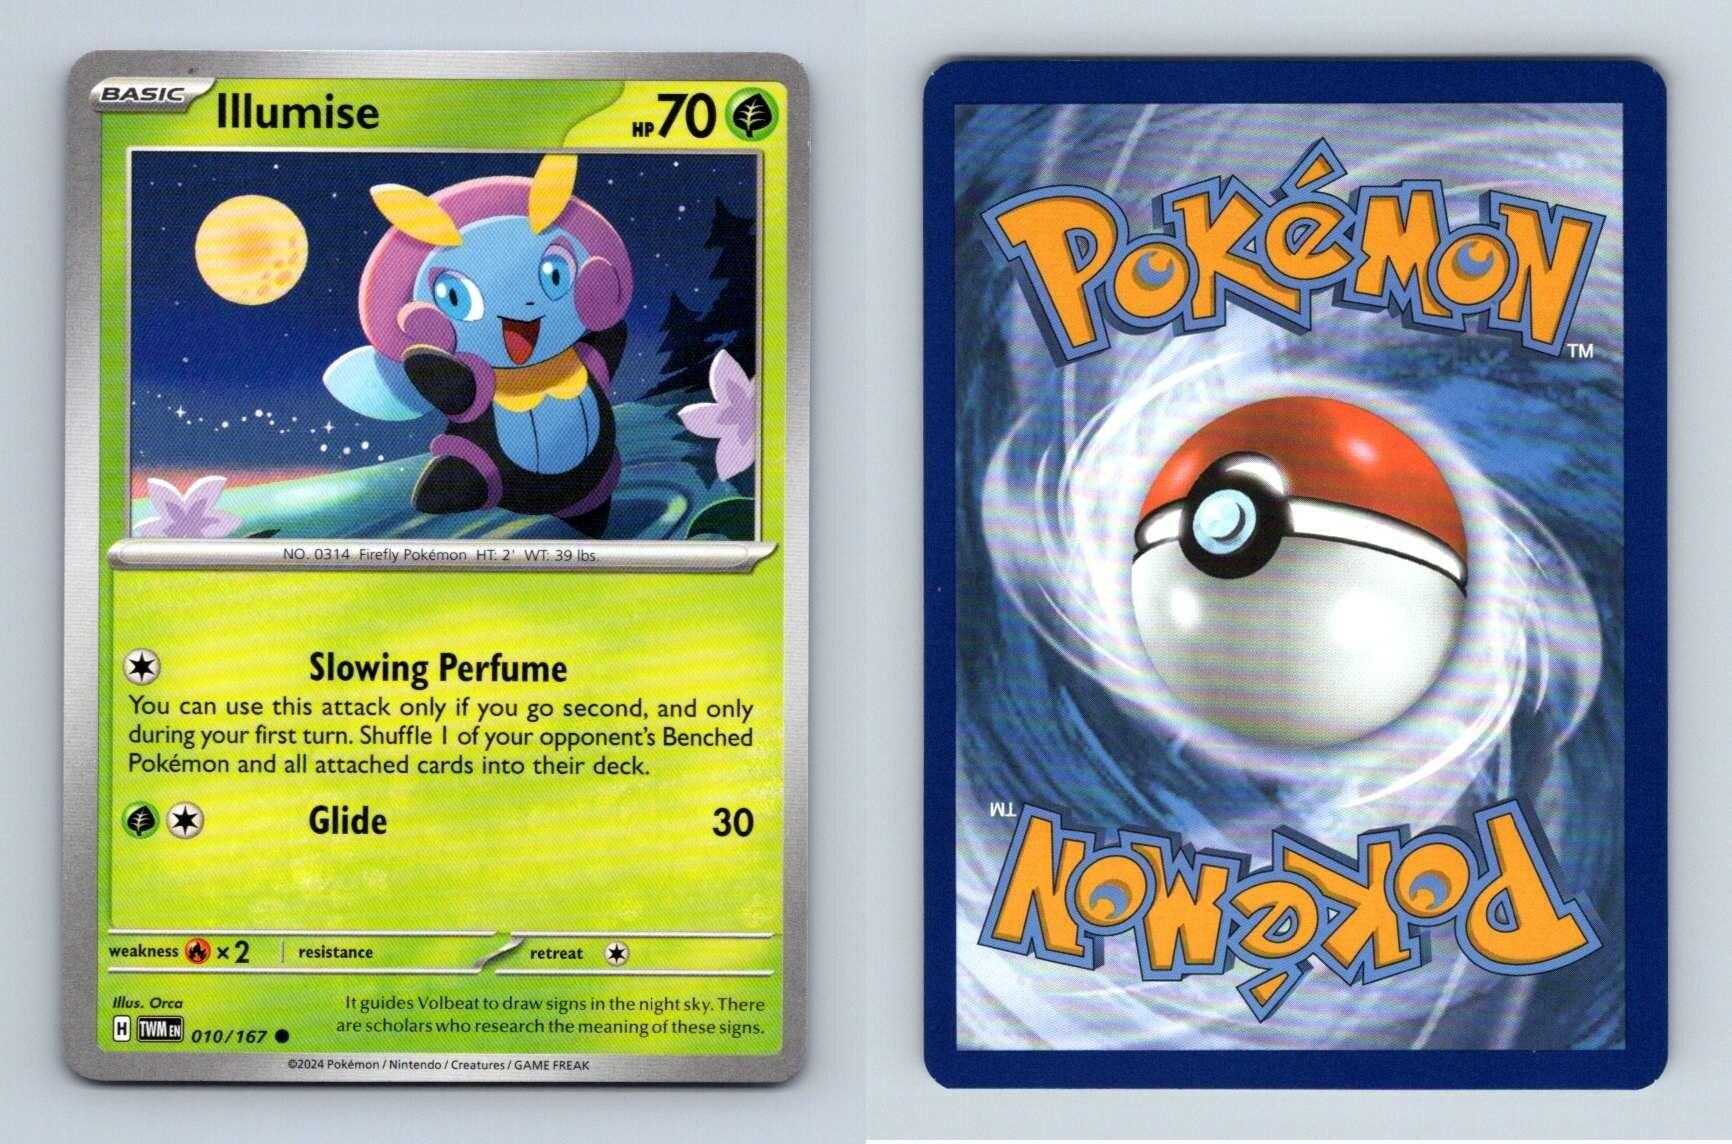 BASIC Illumise HP 70
NO. 0314 Firefly Pokémon HT: 2' WT: 39 lbs.
Slowing Perfume
You can use this attack only if you go second, and only
during your first turn. Shuffle 1 of your opponent's Benched
Pokémon and all attached cards into their deck.
Glide 30
weakness ×2 resistance retreat
Illus. Orca
It guides Volbeat to draw signs in the night sky. There
are scholars who research the meaning of these signs.
H TWM EN 010/167
©2024 Pokémon / Nintendo / Creatures / GAME FREAK
POKéMON
TM
TM
POKéMON